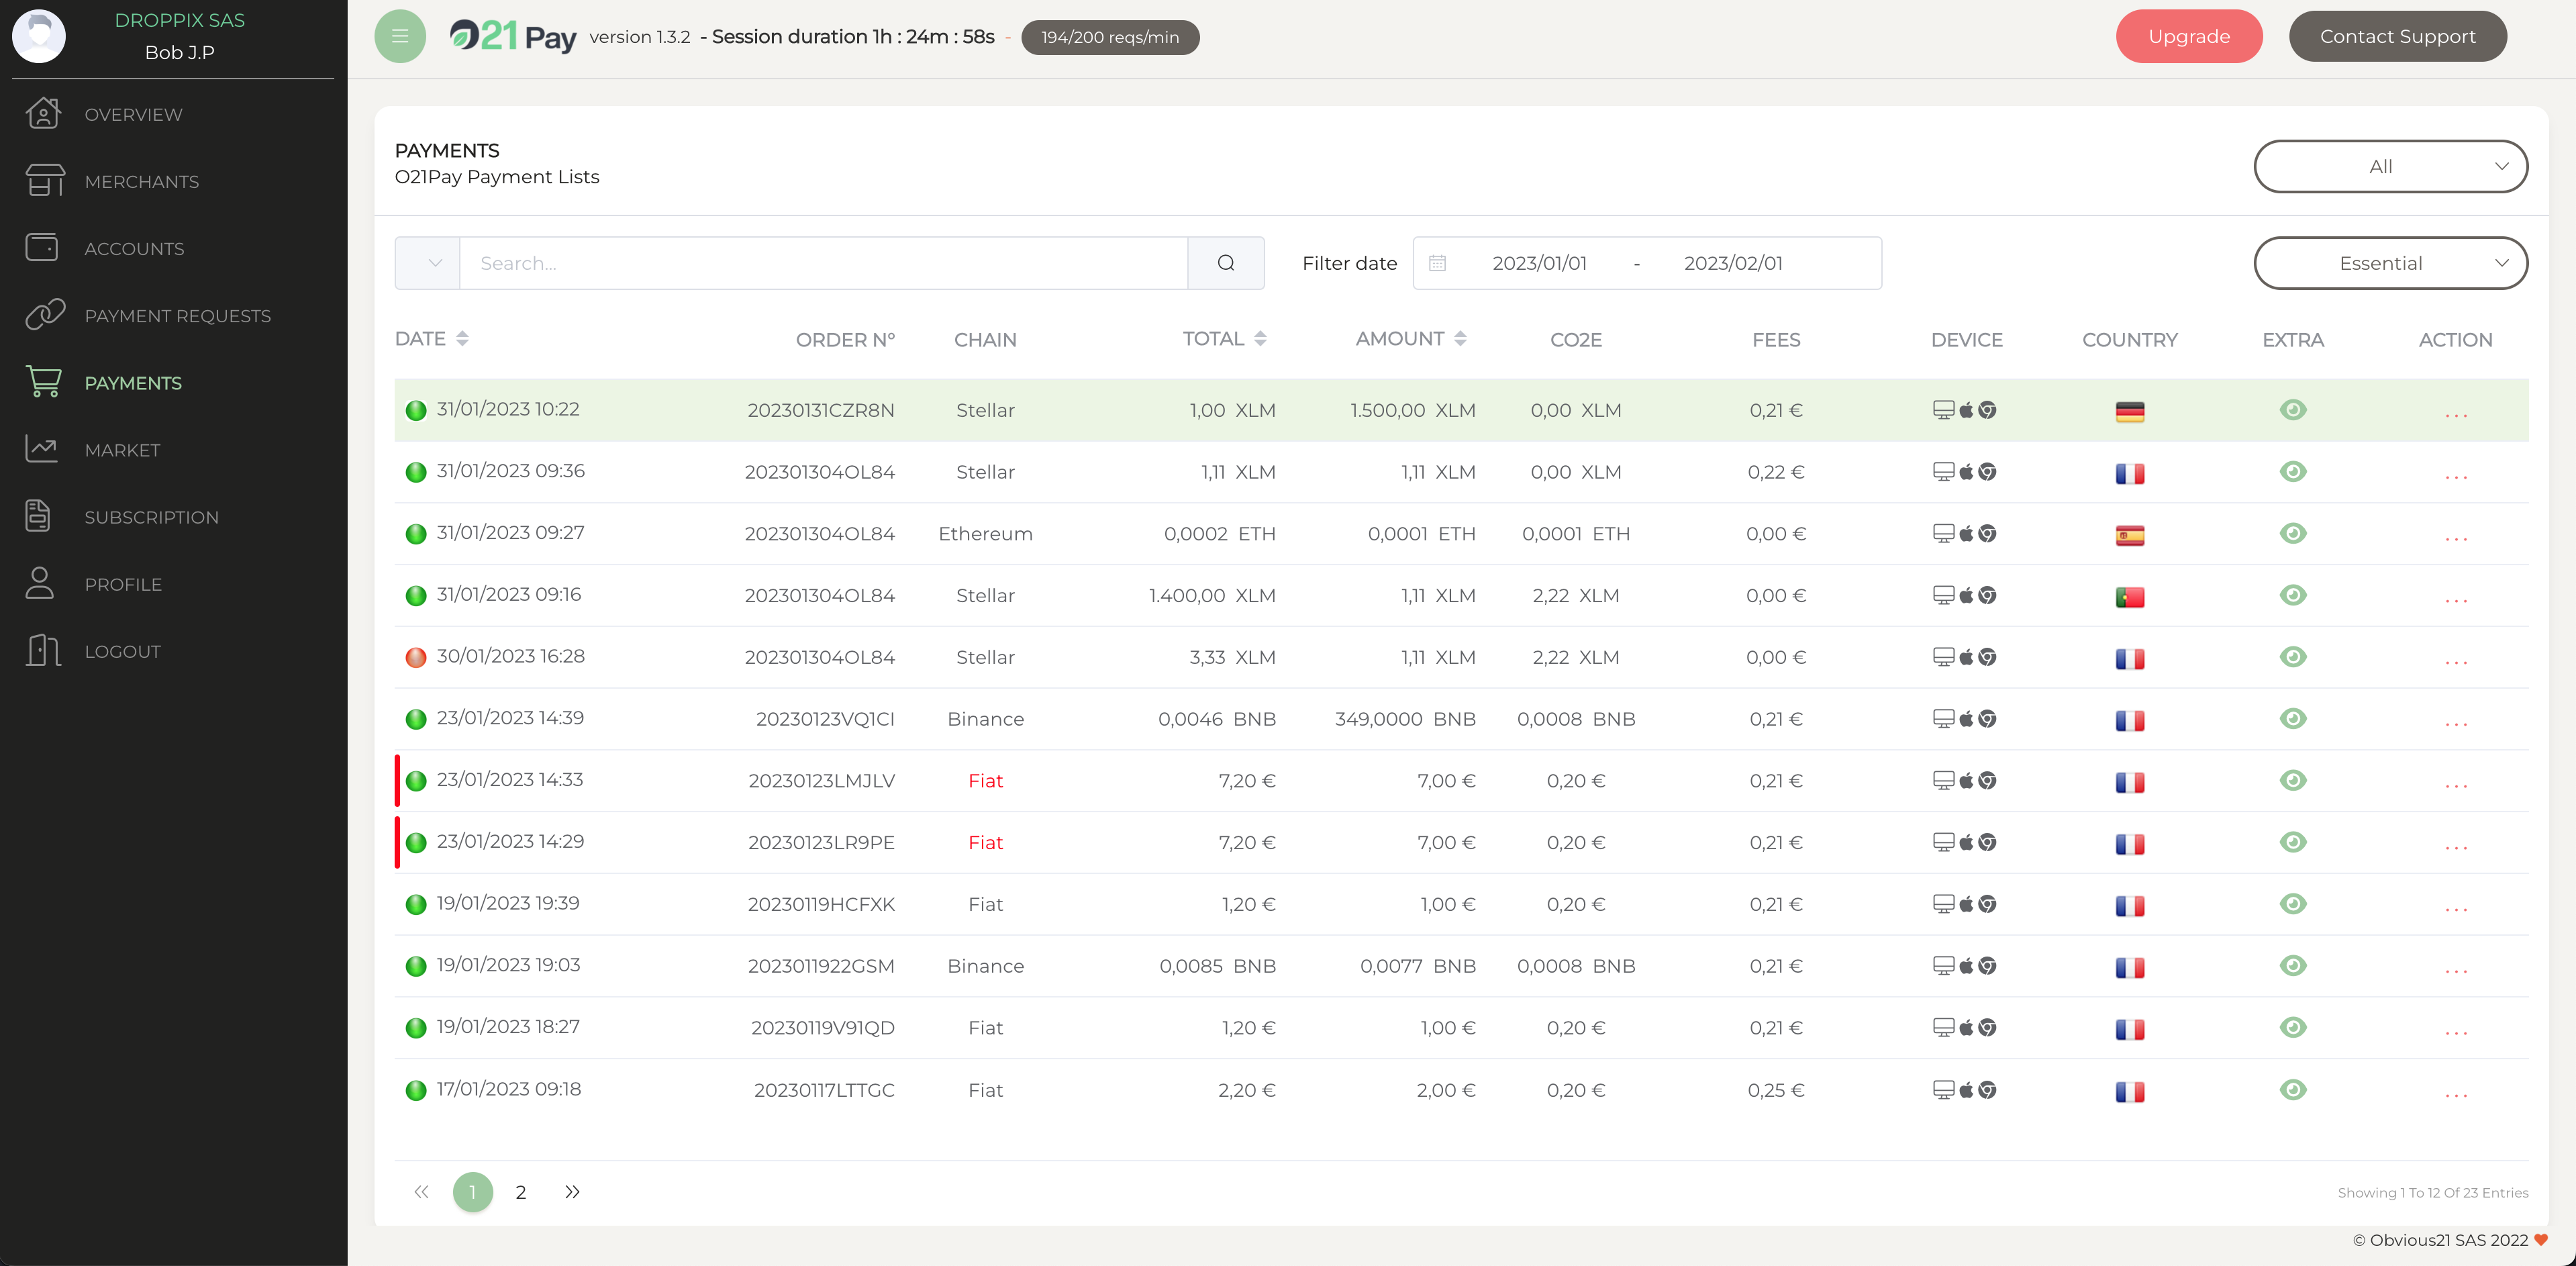 DROPPIX SAS
Bob J.P
OVERVIEW
MERCHANTS
ACCOUNTS
PAYMENT REQUESTS
PAYMENTS
MARKET
SUBSCRIPTION
PROFILE
LOGOUT
O21 Pay version 1.3.2 - Session duration 1h : 24m : 58s - 194/200 reqs/min Upgrade Contact Support
PAYMENTS
O21Pay Payment Lists
All
Search... Filter date 2023/01/01 - 2023/02/01 Essential
DATE ORDER N° CHAIN TOTAL AMOUNT CO2E FEES DEVICE COUNTRY EXTRA ACTION
31/01/2023 10:22 20230131CZR8N Stellar 1,00 XLM 1.500,00 XLM 0,00 XLM 0,21 € ...
31/01/2023 09:36 202301304OL84 Stellar 1,11 XLM 1,11 XLM 0,00 XLM 0,22 € ...
31/01/2023 09:27 202301304OL84 Ethereum 0,0002 ETH 0,0001 ETH 0,0001 ETH 0,00 € ...
31/01/2023 09:16 202301304OL84 Stellar 1.400,00 XLM 1,11 XLM 2,22 XLM 0,00 € ...
30/01/2023 16:28 202301304OL84 Stellar 3,33 XLM 1,11 XLM 2,22 XLM 0,00 € ...
23/01/2023 14:39 20230123VQ1CI Binance 0,0046 BNB 349,0000 BNB 0,0008 BNB 0,21 € ...
23/01/2023 14:33 20230123LMJLV Fiat 7,20 € 7,00 € 0,20 € 0,21 € ...
23/01/2023 14:29 20230123LR9PE Fiat 7,20 € 7,00 € 0,20 € 0,21 € ...
19/01/2023 19:39 20230119HCFXK Fiat 1,20 € 1,00 € 0,20 € 0,21 € ...
19/01/2023 19:03 2023011922GSM Binance 0,0085 BNB 0,0077 BNB 0,0008 BNB 0,21 € ...
19/01/2023 18:27 20230119V91QD Fiat 1,20 € 1,00 € 0,20 € 0,21 € ...
17/01/2023 09:18 20230117LTTGC Fiat 2,20 € 2,00 € 0,20 € 0,25 € ...
« 1 2 » Showing 1 To 12 Of 23 Entries
© Obvious21 SAS 2022